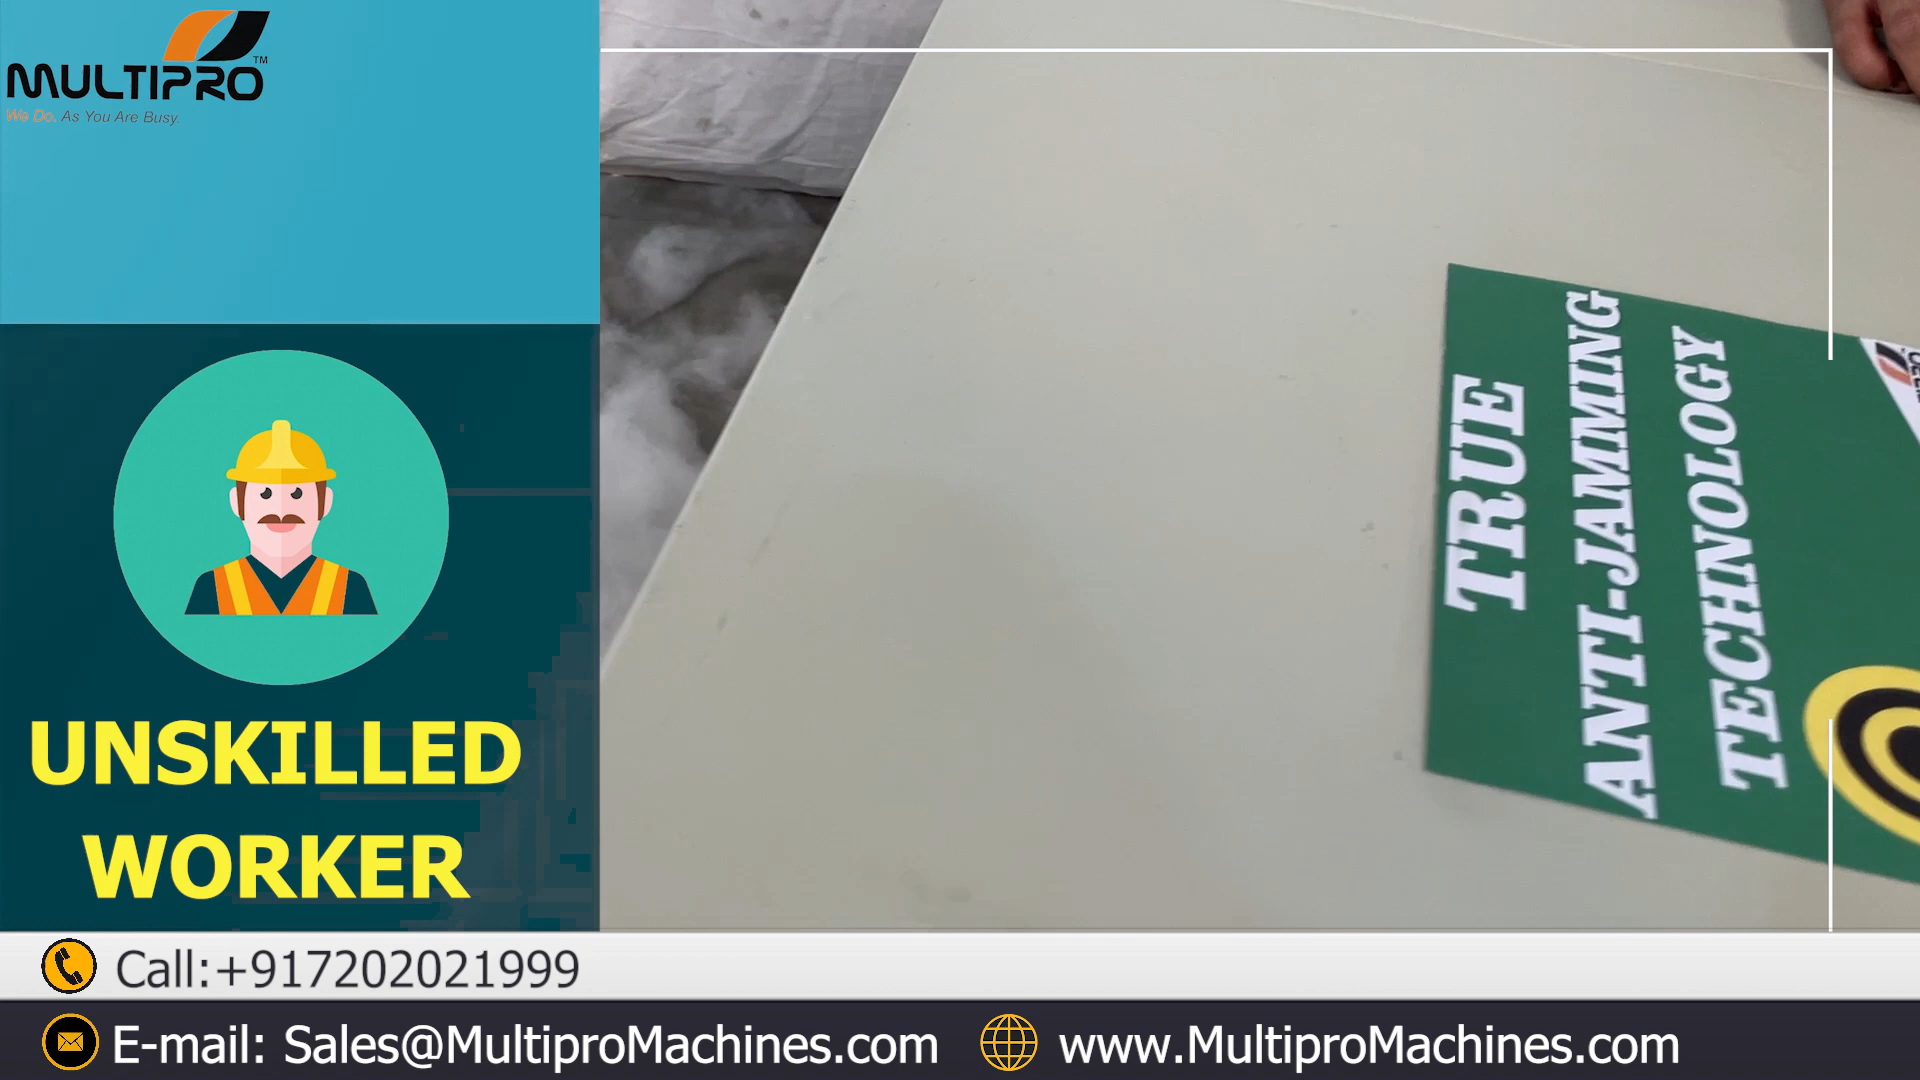 MULTIPRO
TM
We Do. As You Are Busy.
UNSKILLED
WORKER
TRUE
ANTI-JAMMING
TECHNOLOGY
Call:+917202021999
E-mail: Sales@MultiproMachines.com
www.MultiproMachines.com